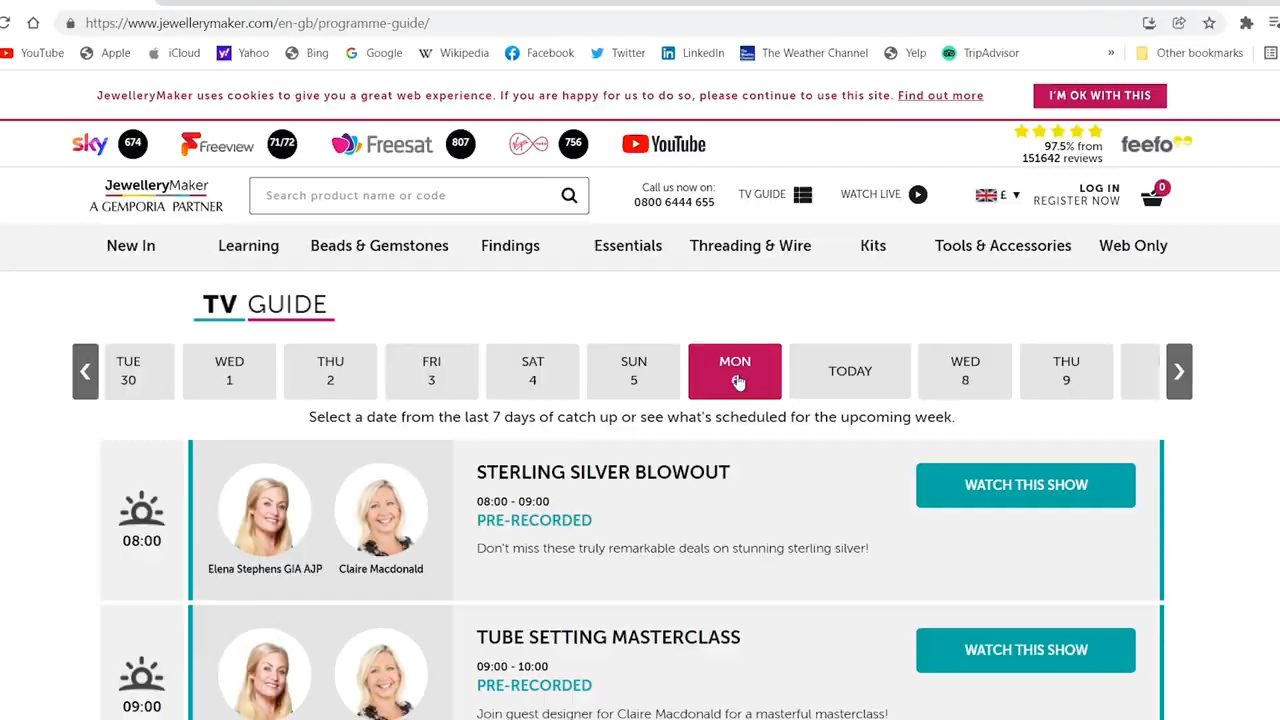 https://www.jewellerymaker.com/en-gb/programme-guide/
YouTube Apple iCloud Yahoo Bing Google Wikipedia Facebook Twitter LinkedIn The Weather Channel Yelp TripAdvisor » Other bookmarks
JewelleryMaker uses cookies to give you a great web experience. If you are happy for us to do so, please continue to use this site. Find out more
I'M OK WITH THIS
sky 674 Freeview 71/72 Freesat 807 Virgin media 756 YouTube
97.5% from
151642 reviews
feefo
JewelleryMaker
A GEMPORIA PARTNER
Search product name or code
Call us now on:
0800 6444 655
TV GUIDE
WATCH LIVE
£
LOG IN
REGISTER NOW
0
New In Learning Beads & Gemstones Findings Essentials Threading & Wire Kits Tools & Accessories Web Only
TV GUIDE
TUE WED THU FRI SAT SUN MON TODAY WED THU
30 1 2 3 4 5 8 9
Select a date from the last 7 days of catch up or see what's scheduled for the upcoming week.
08:00
Elena Stephens GIA AJP Claire Macdonald
STERLING SILVER BLOWOUT
08:00 - 09:00
PRE-RECORDED
Don't miss these truly remarkable deals on stunning sterling silver!
WATCH THIS SHOW
09:00
TUBE SETTING MASTERCLASS
09:00 - 10:00
PRE-RECORDED
Join guest designer for Claire Macdonald for a masterful masterclass!
WATCH THIS SHOW